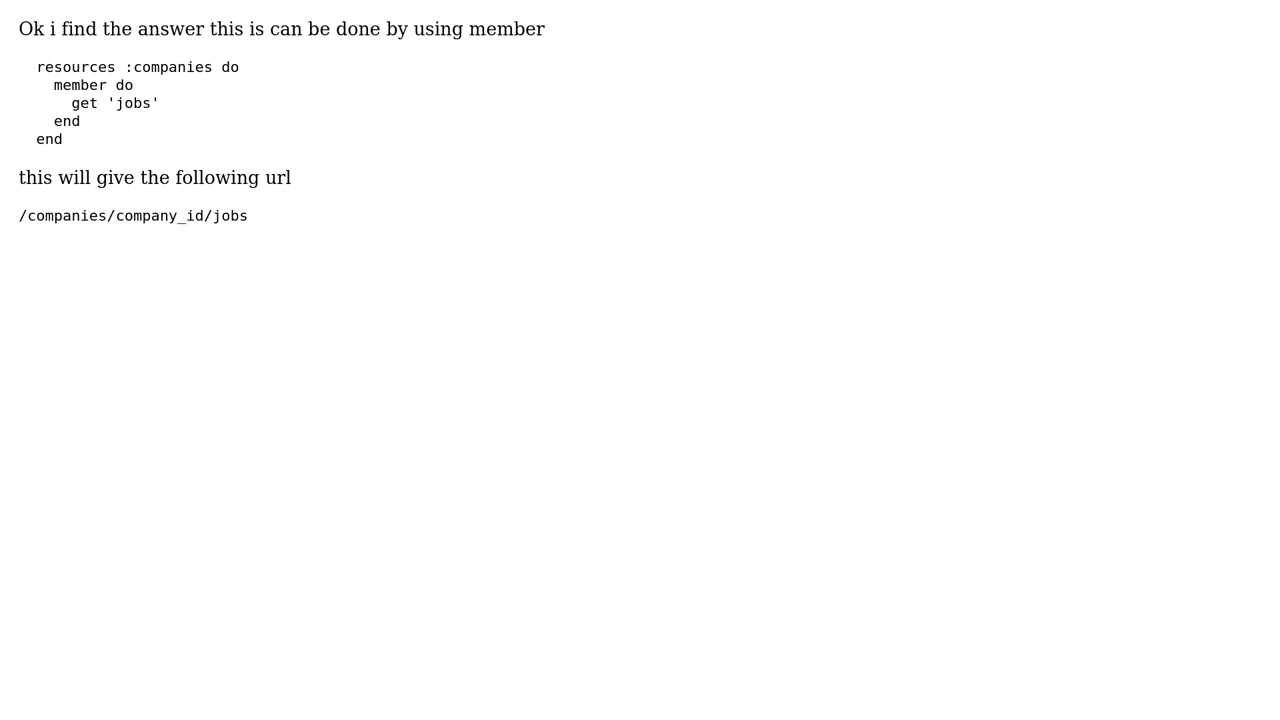 Ok i find the answer this is can be done by using member
  resources :companies do
    member do
      get 'jobs'
    end
  end
this will give the following url
/companies/company_id/jobs